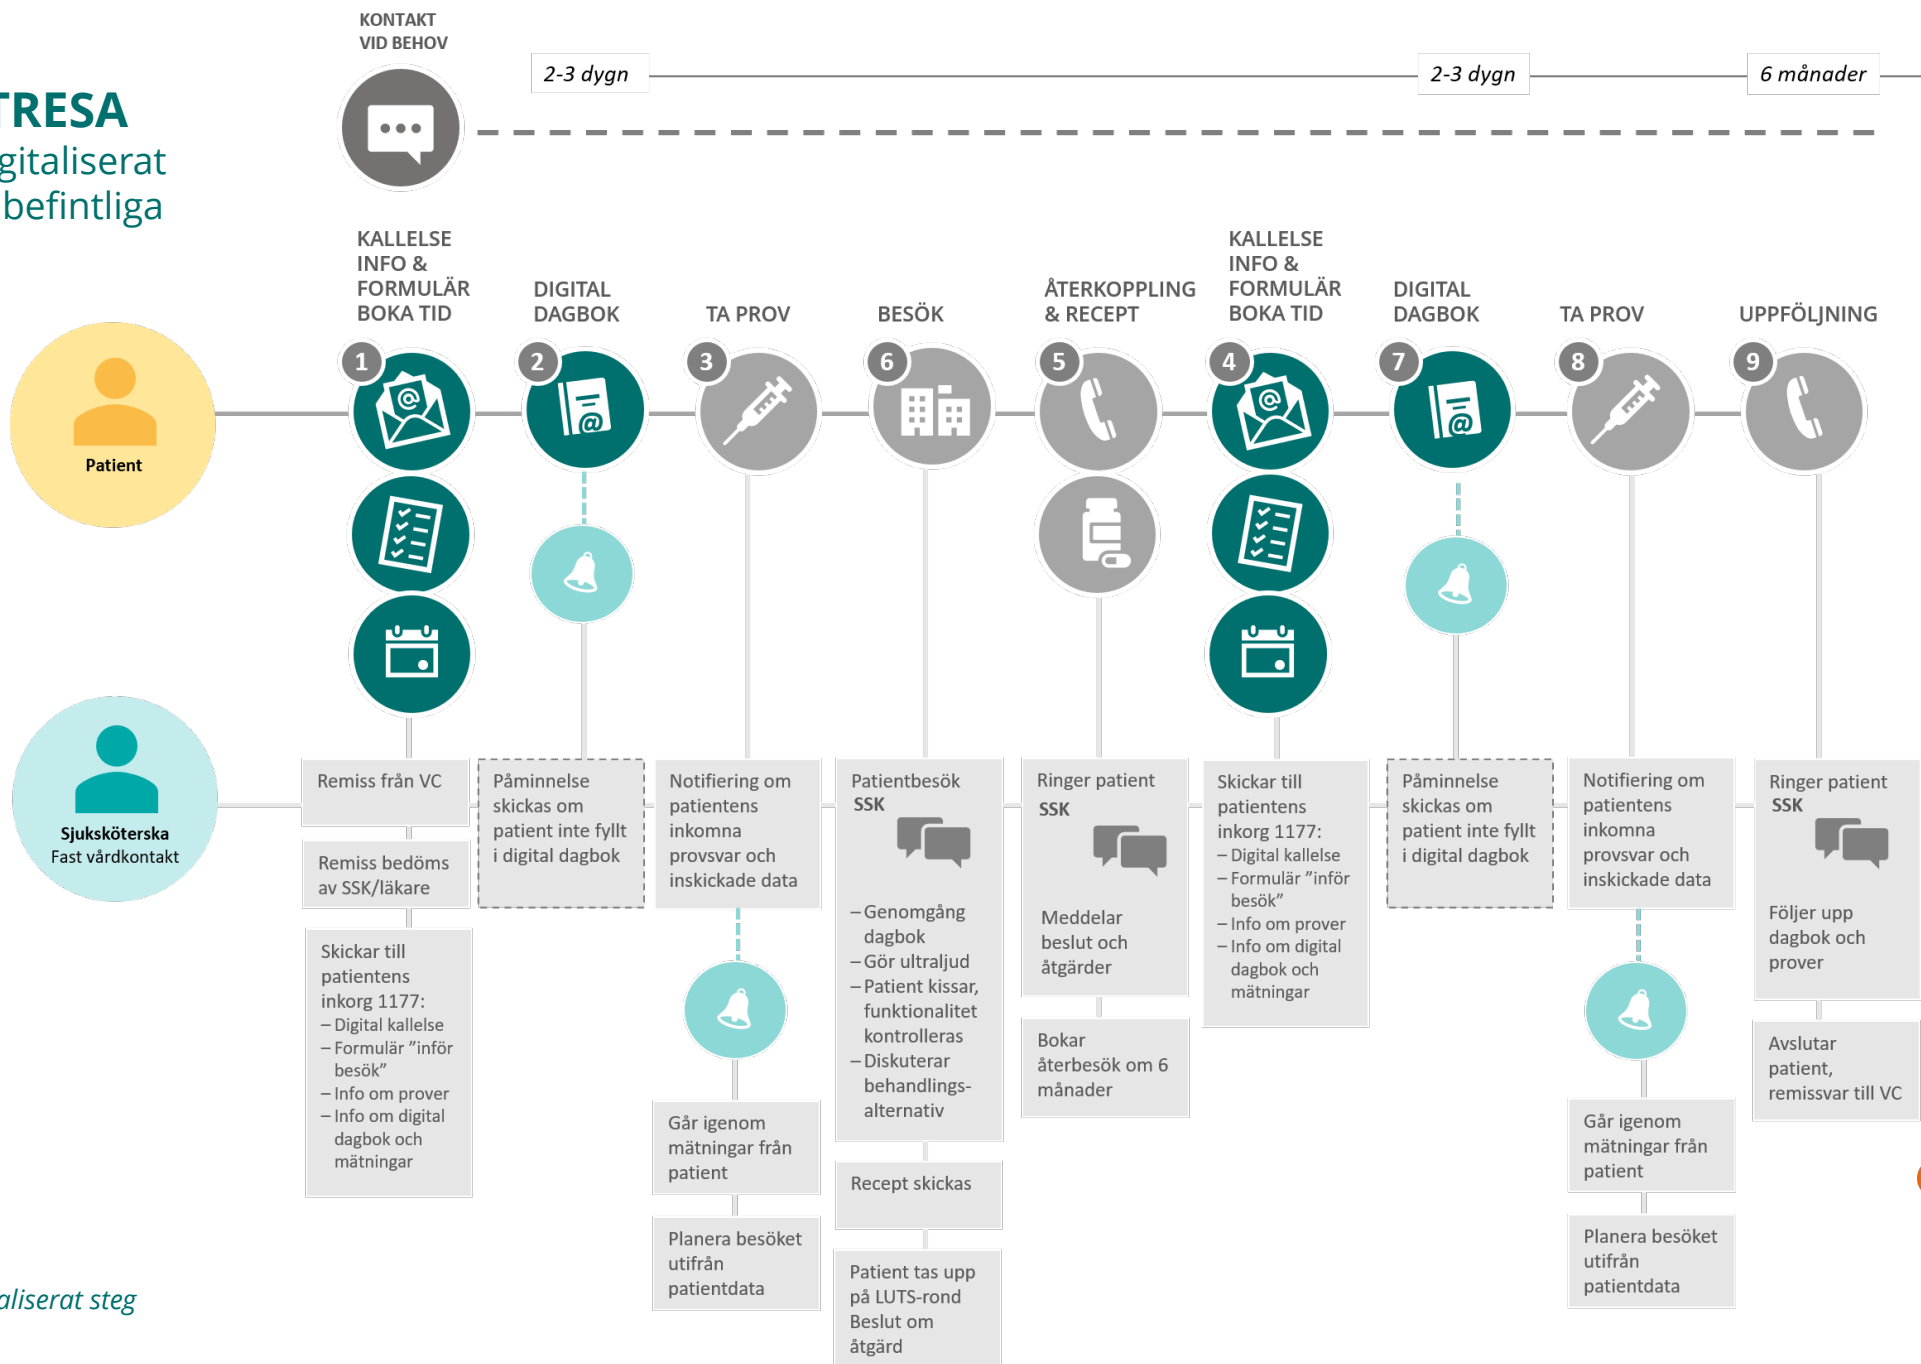 KONTAKT
VID BEHOV
2-3 dygn
2-3 dygn
6 månader
TRESA
gitaliserat
befintliga
KALLELSE
INFO &
FORMULÄR
BOKA TID
DIGITAL
DAGBOK
TA PROV
BESÖK
ÅTERKOPPLING
& RECEPT
KALLELSE
INFO &
FORMULÄR
BOKA TID
DIGITAL
DAGBOK
TA PROV
UPPFÖLJNING
1
2
3
6
5
4
7
8
9
Patient
Sjuksköterska
Fast vårdkontakt
Remiss från VC
Remiss bedöms
av SSK/läkare
Skickar till
patientens
inkorg 1177:
– Digital kallelse
– Formulär ”inför
besök”
– Info om prover
– Info om digital
dagbok och
mätningar
Påminnelse
skickas om
patient inte fyllt
i digital dagbok
Notifiering om
patientens
inkomna
provsvar och
inskickade data
Går igenom
mätningar från
patient
Planera besöket
utifrån
patientdata
Patientbesök
SSK
– Genomgång
dagbok
– Gör ultraljud
– Patient kissar,
funktionalitet
kontrolleras
– Diskuterar
behandlings-
alternativ
Recept skickas
Patient tas upp
på LUTS-rond
Beslut om
åtgärd
Ringer patient
SSK
Meddelar
beslut och
åtgärder
Bokar
återbesök om 6
månader
Skickar till
patientens
inkorg 1177:
– Digital kallelse
– Formulär ”inför
besök”
– Info om prover
– Info om digital
dagbok och
mätningar
Påminnelse
skickas om
patient inte fyllt
i digital dagbok
Notifiering om
patientens
inkomna
provsvar och
inskickade data
Går igenom
mätningar från
patient
Planera besöket
utifrån
patientdata
Ringer patient
SSK
Följer upp
dagbok och
prover
Avslutar
patient,
remissvar till VC
aliserat steg